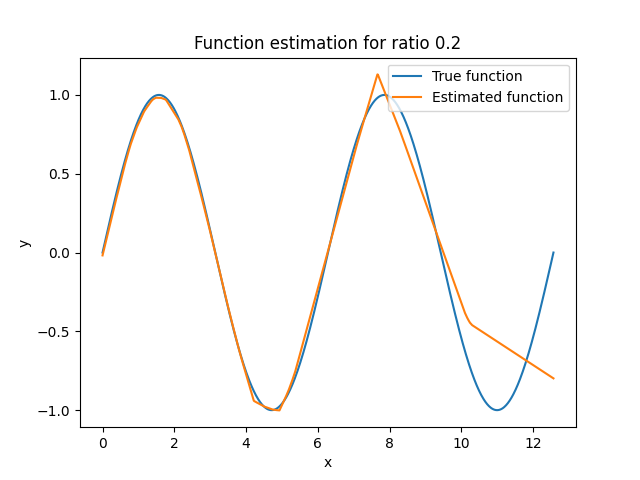 Function estimation for ratio 0.2
True function
Estimated function
1.0
0.5
0.0
−0.5
−1.0
y
0 2 4 6 8 10 12
x